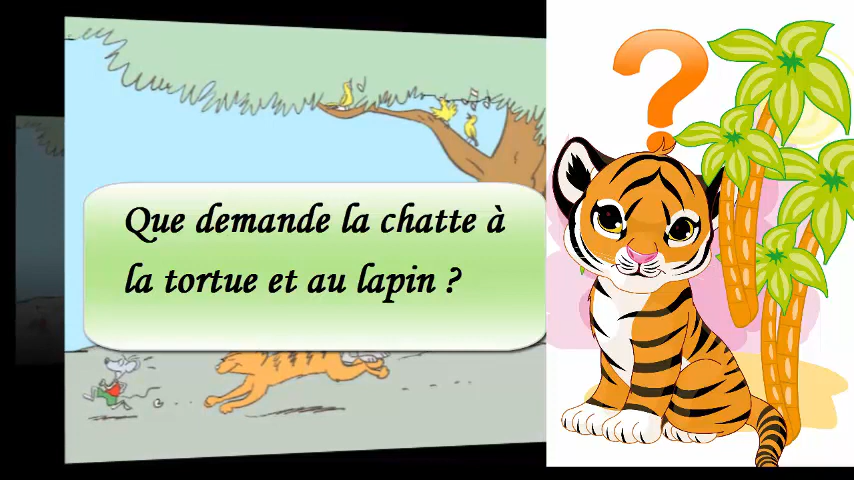 Que demande la chatte à
la tortue et au lapin ?
?